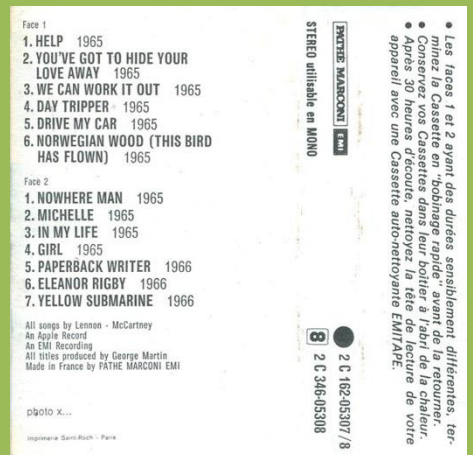 Face 1
1. HELP 1965
2. YOU'VE GOT TO HIDE YOUR
LOVE AWAY 1965
3. WE CAN WORK IT OUT 1965
4. DAY TRIPPER 1965
5. DRIVE MY CAR 1965
6. NORWEGIAN WOOD (THIS BIRD
HAS FLOWN) 1965
Face 2
1. NOWHERE MAN 1965
2. MICHELLE 1965
3. IN MY LIFE 1965
4. GIRL 1965
5. PAPERBACK WRITER 1966
6. ELEANOR RIGBY 1966
7. YELLOW SUBMARINE 1966
All songs by Lennon - McCartney
An Apple Record
An EMI Recording
All titles produced by George Martin
Made in France by PATHE MARCONI EMI
photo x...
Imprimerie Saint-Roch - Paris
PATHE MARCONI EMI
STEREO utilisable en MONO
2 C 162-05307/8
8 2 C 346-05308
• Les faces 1 et 2 ayant des durées sensiblement différentes, ter-
minez la Cassette en "bobinage rapide" avant de la retourner.
• Conservez vos Cassettes dans leur boîtier à l'abri de la chaleur.
• Après 30 heures d'écoute, nettoyez la tête de lecture de votre
appareil avec une Cassette auto-nettoyante EMITAPE.